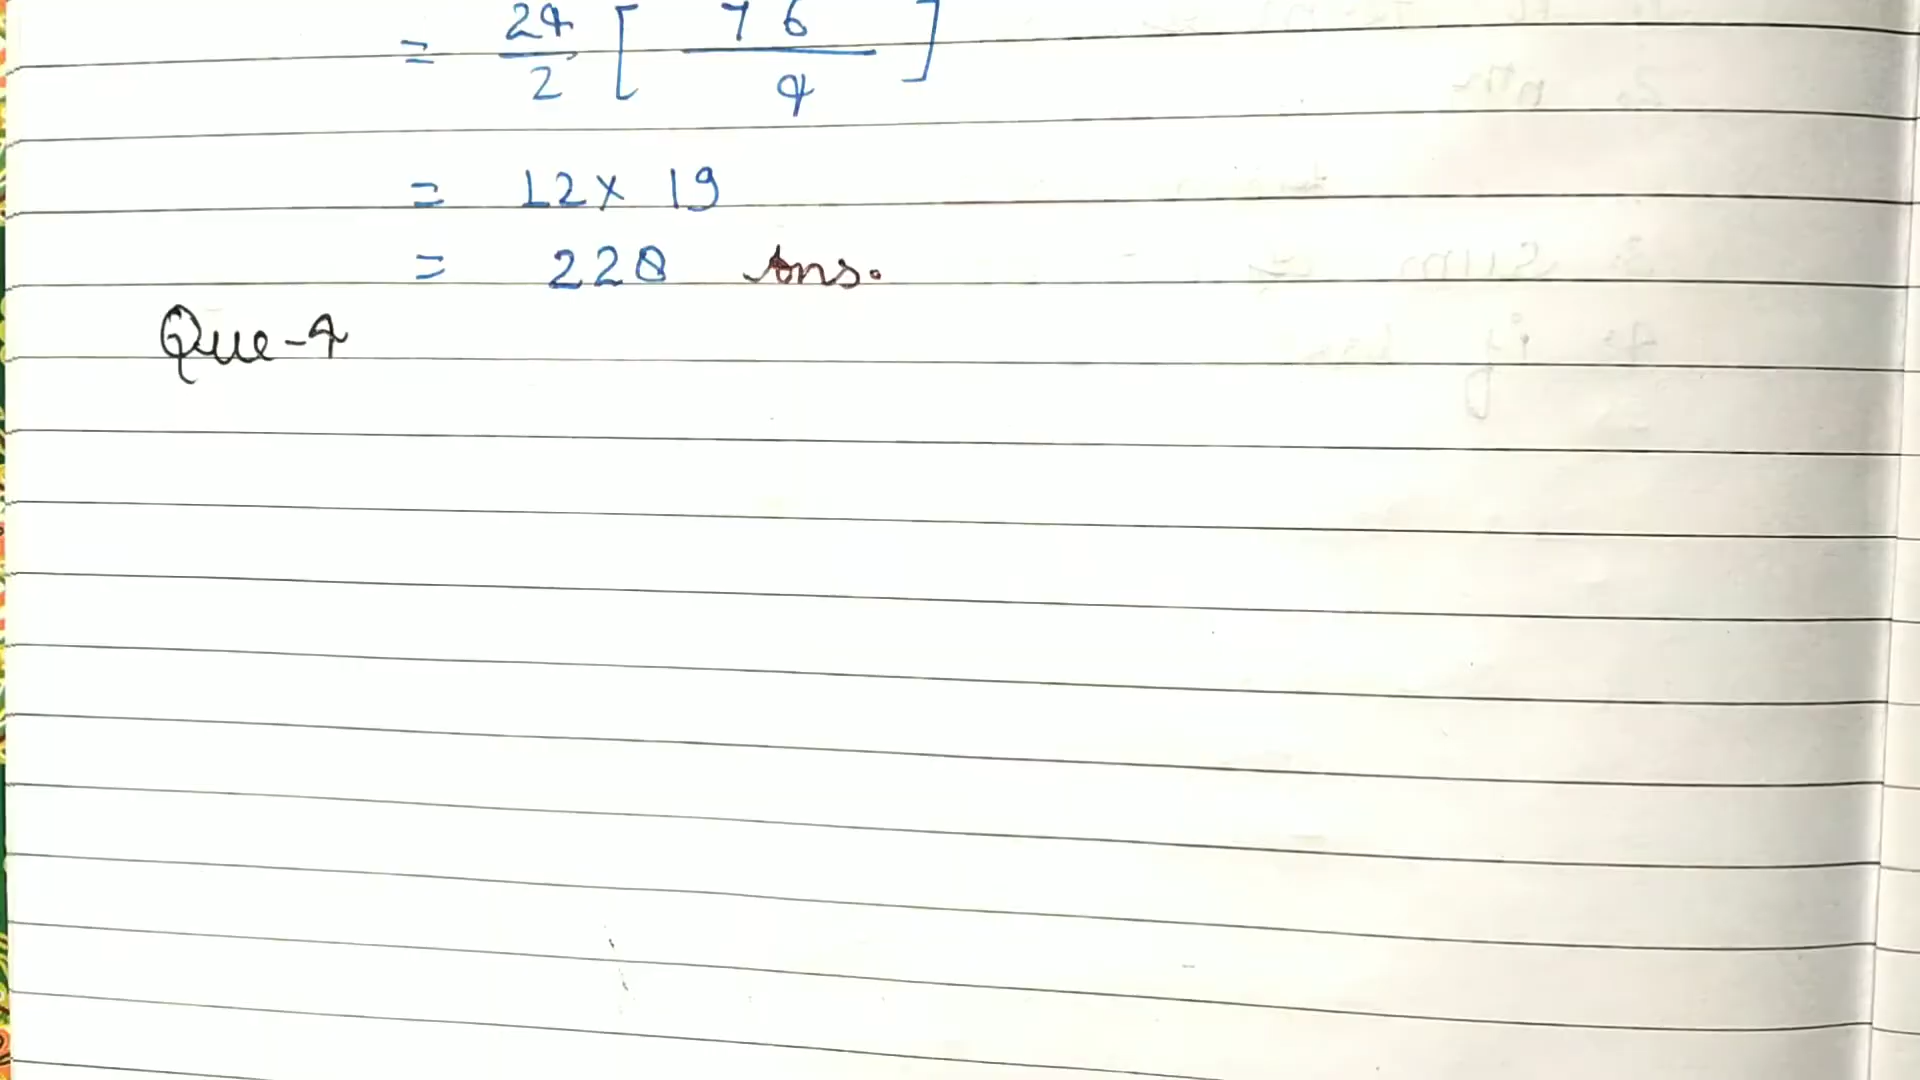 = 24/2 [ 76/4 ]
= 12 x 19
= 228 Ans.
Que-4